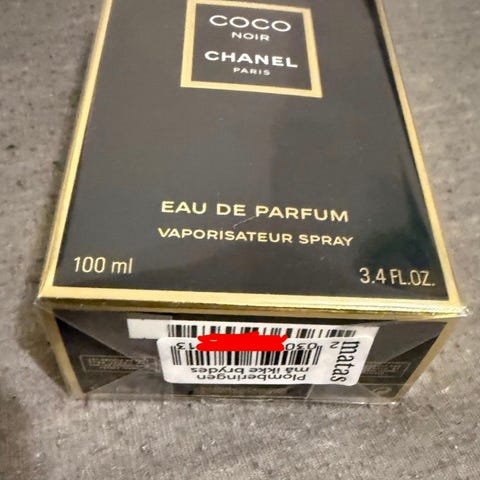 COCO
NOIR
CHANEL
PARIS
EAU DE PARFUM
VAPORISATEUR SPRAY
100 ml
3.4 FL.OZ.
matas
Plomberingen
må ikke brydes